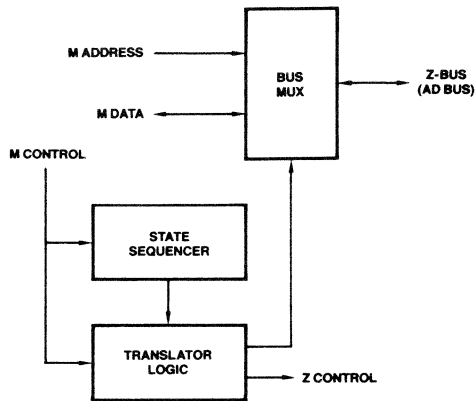 M ADDRESS
BUS
MUX
Z-BUS
(AD BUS)
M DATA
M CONTROL
STATE
SEQUENCER
TRANSLATOR
LOGIC
Z CONTROL